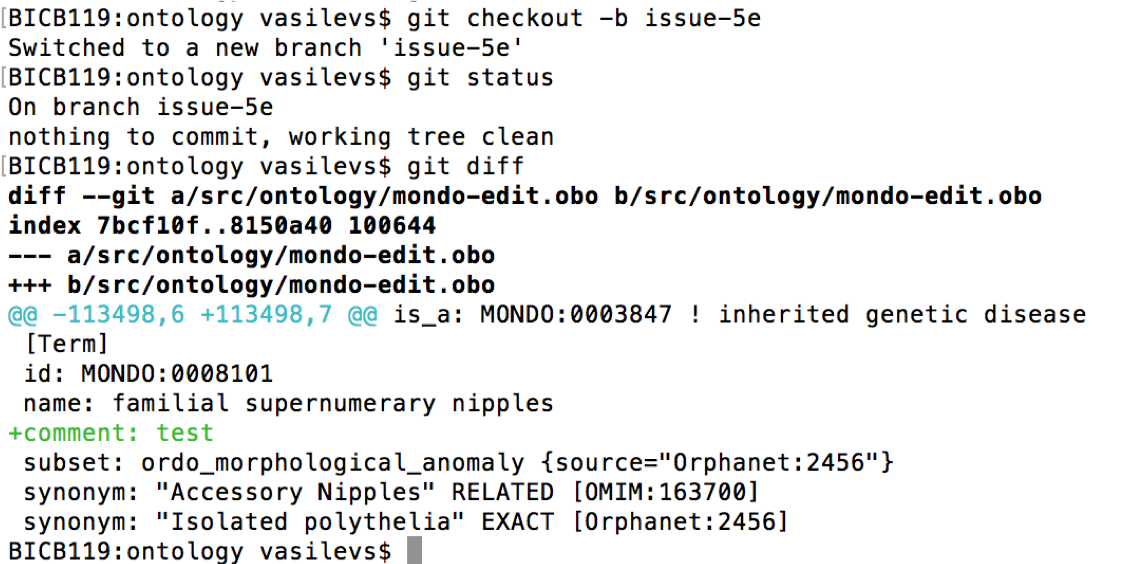 [BICB119:ontology vasilevs$ git checkout -b issue-5e
Switched to a new branch 'issue-5e'
[BICB119:ontology vasilevs$ git status
On branch issue-5e
nothing to commit, working tree clean
[BICB119:ontology vasilevs$ git diff
diff --git a/src/ontology/mondo-edit.obo b/src/ontology/mondo-edit.obo
index 7bcf10f..8150a40 100644
--- a/src/ontology/mondo-edit.obo
+++ b/src/ontology/mondo-edit.obo
@@ -113498,6 +113498,7 @@ is_a: MONDO:0003847 ! inherited genetic disease
 [Term]
 id: MONDO:0008101
 name: familial supernumerary nipples
+comment: test
 subset: ordo_morphological_anomaly {source="Orphanet:2456"}
 synonym: "Accessory Nipples" RELATED [OMIM:163700]
 synonym: "Isolated polythelia" EXACT [Orphanet:2456]
BICB119:ontology vasilevs$